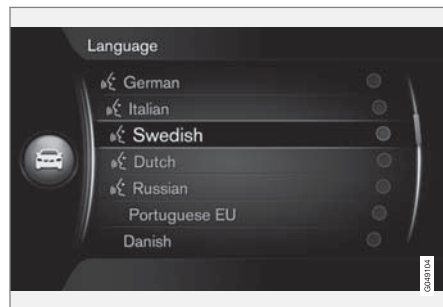 Language
German
Italian
Swedish
Dutch
Russian
Portuguese EU
Danish
G049104